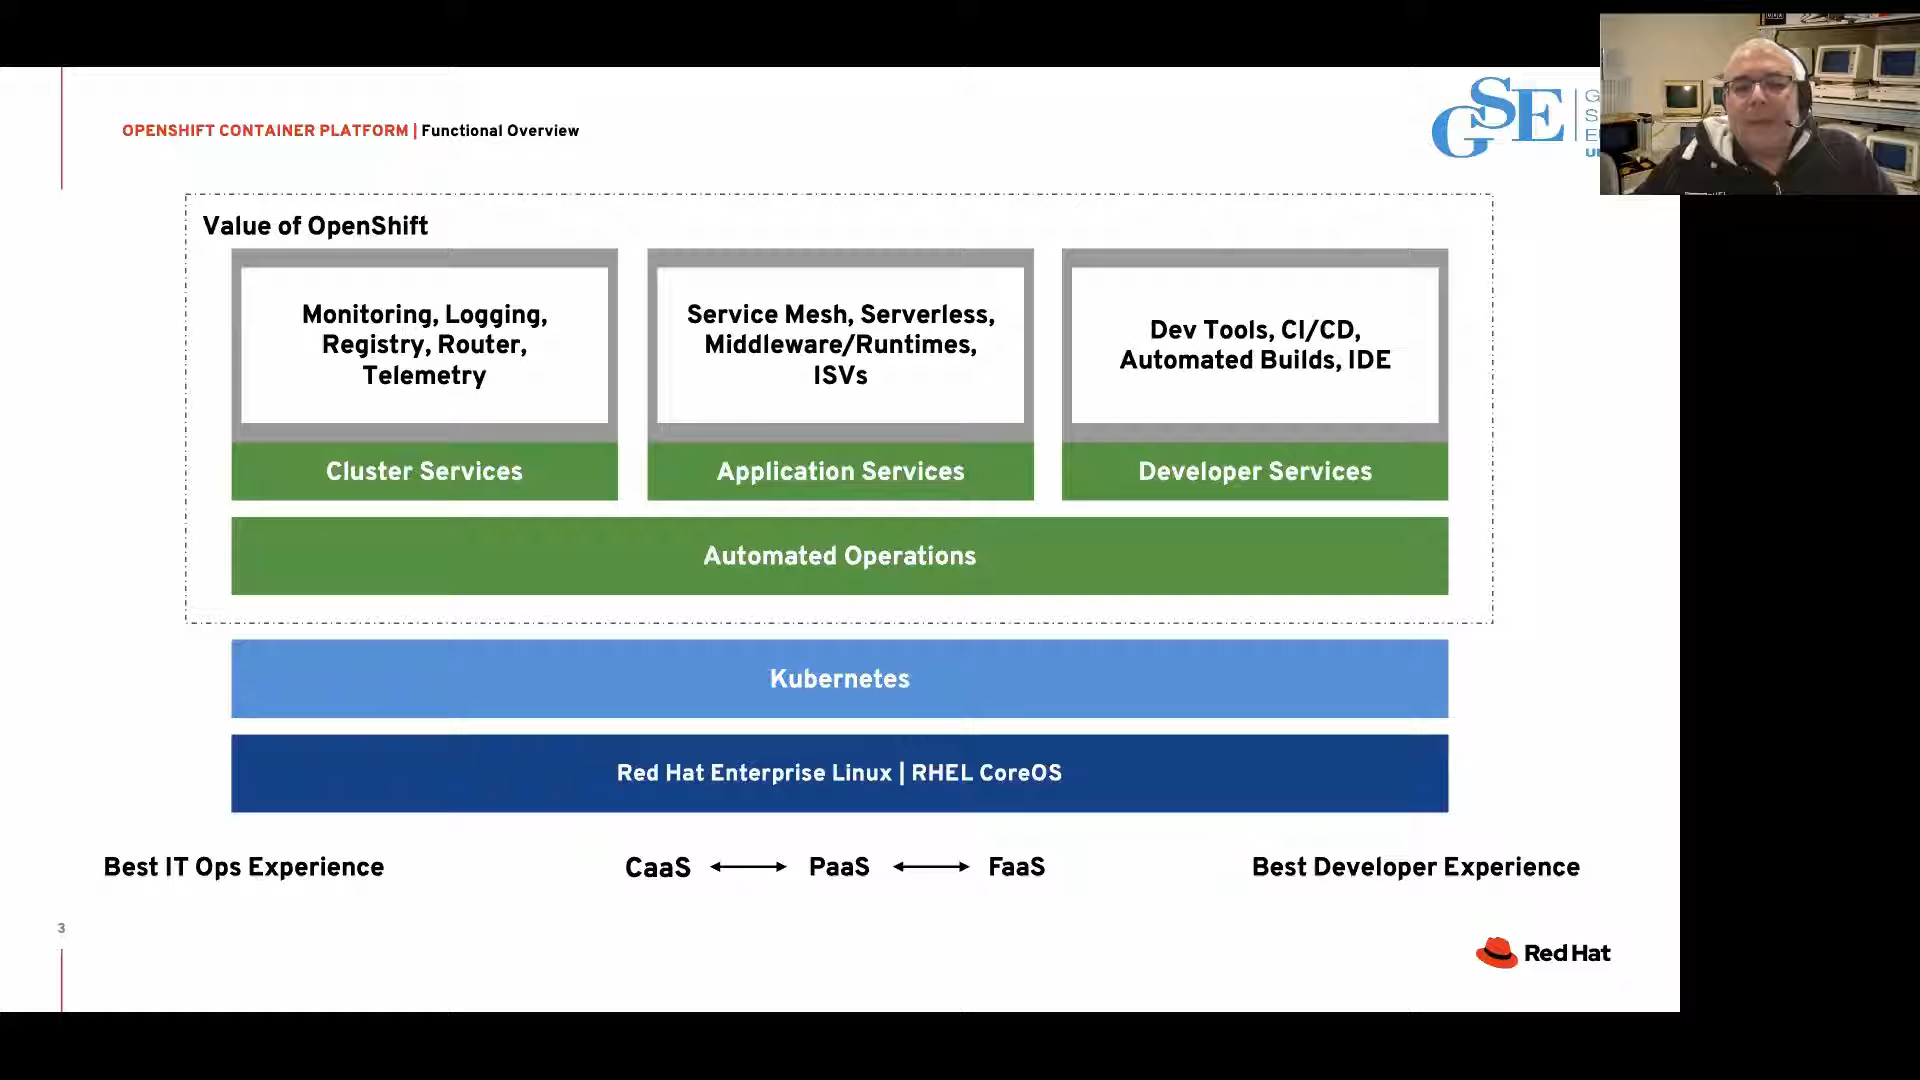 OPENSHIFT CONTAINER PLATFORM | Functional Overview
GSE
G
S
E
Value of OpenShift
Monitoring, Logging,
Registry, Router,
Telemetry
Service Mesh, Serverless,
Middleware/Runtimes,
ISVs
Dev Tools, CI/CD,
Automated Builds, IDE
Cluster Services
Application Services
Developer Services
Automated Operations
Kubernetes
Red Hat Enterprise Linux | RHEL CoreOS
Best IT Ops Experience
CaaS
PaaS
FaaS
Best Developer Experience
3
Red Hat